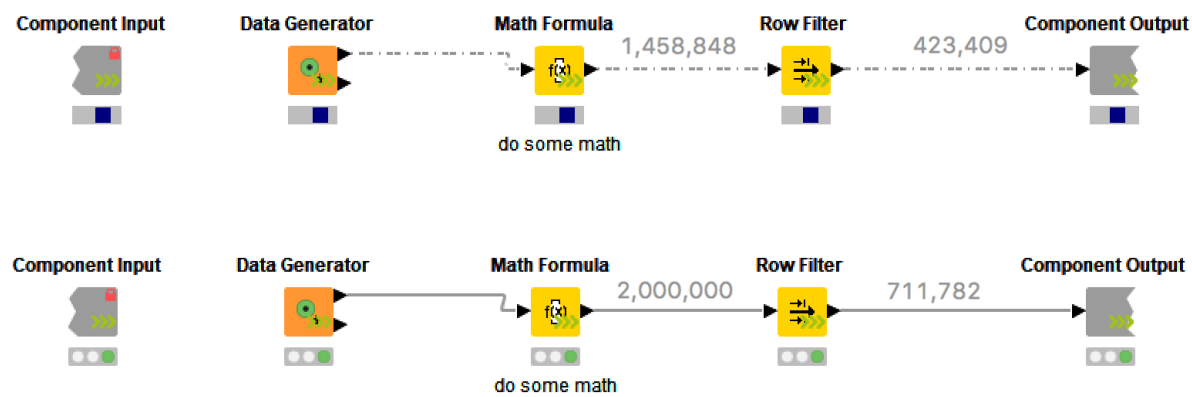 Component Input Data Generator Math Formula Row Filter Component Output
1,458,848 423,409
f(x)
do some math
Component Input Data Generator Math Formula Row Filter Component Output
2,000,000 711,782
f(x)
do some math